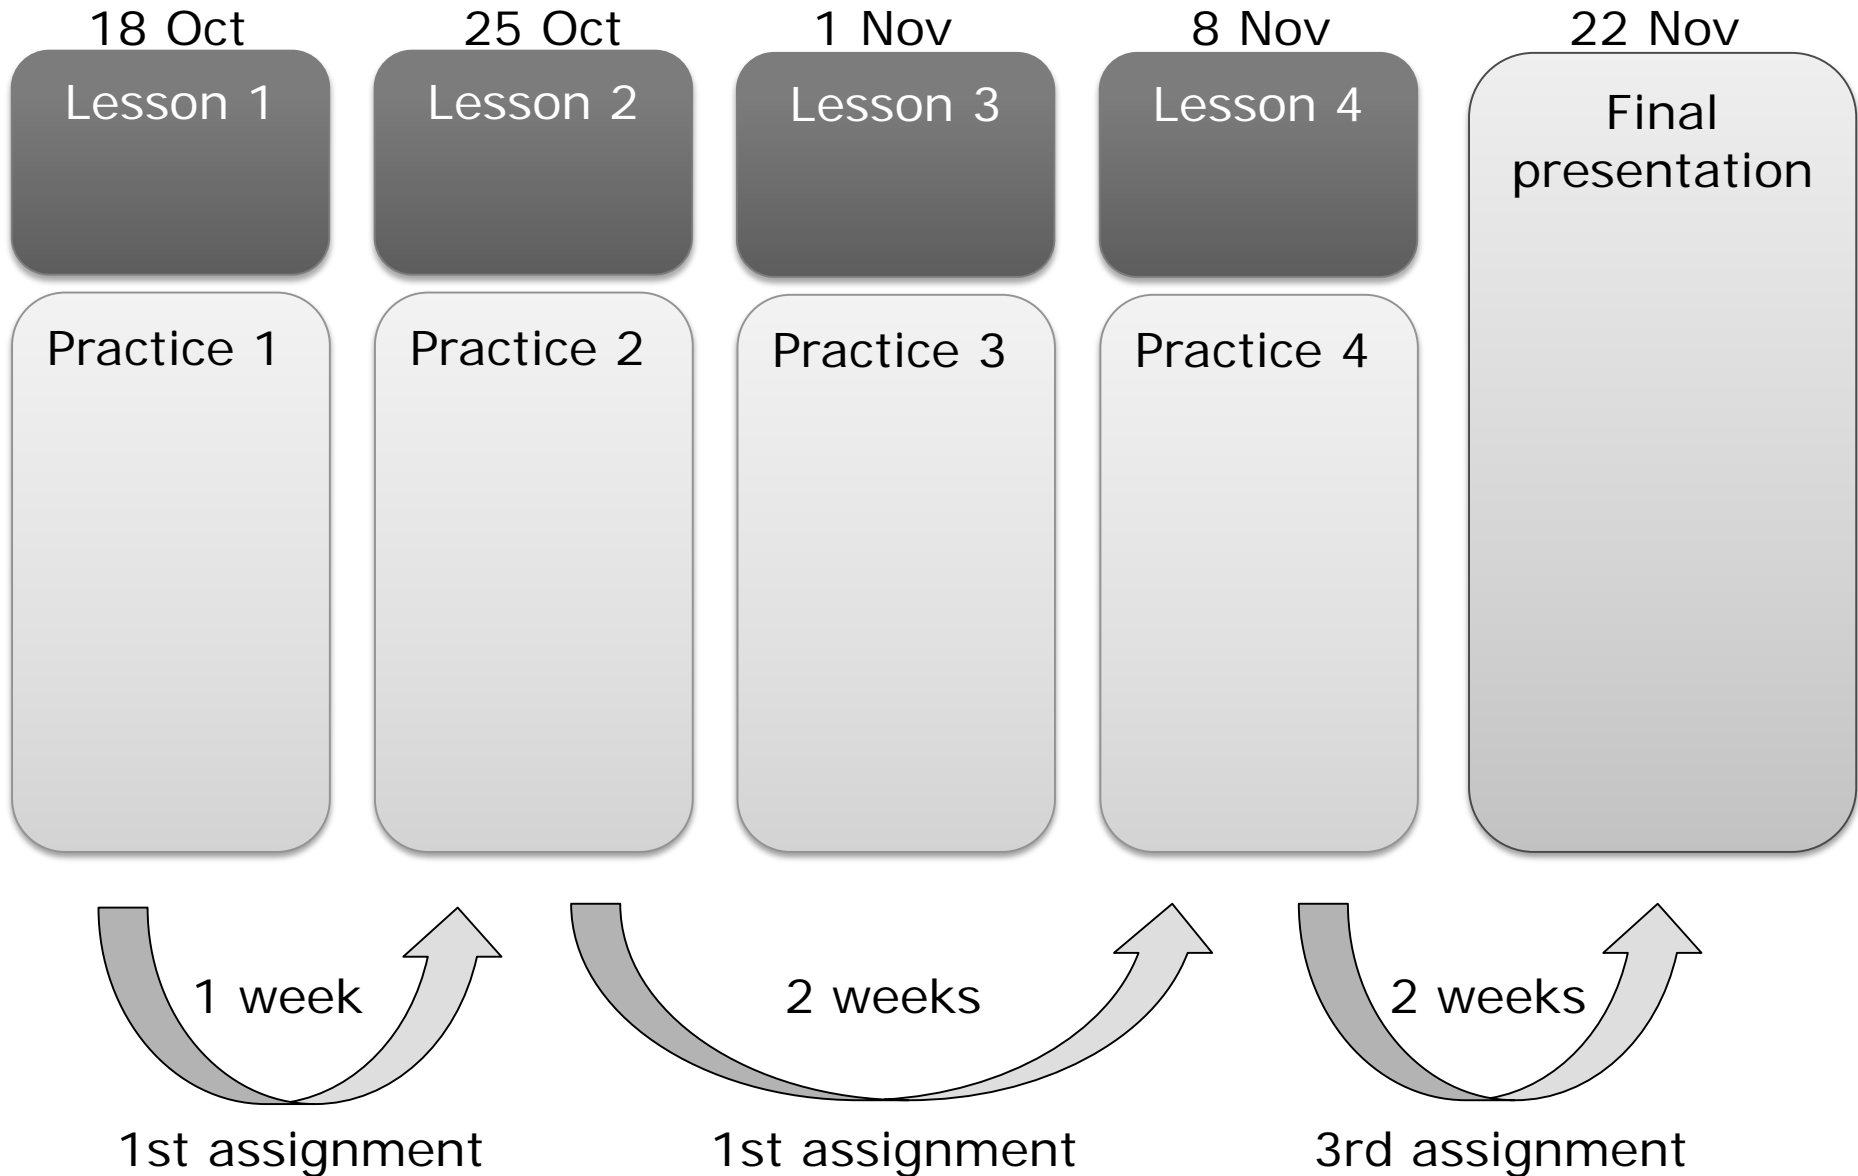 18 Oct
25 Oct
1 Nov
8 Nov
22 Nov
Lesson 1
Lesson 2
Lesson 3
Lesson 4
Final
presentation
Practice 1
Practice 2
Practice 3
Practice 4
1 week
2 weeks
2 weeks
1st assignment
1st assignment
3rd assignment